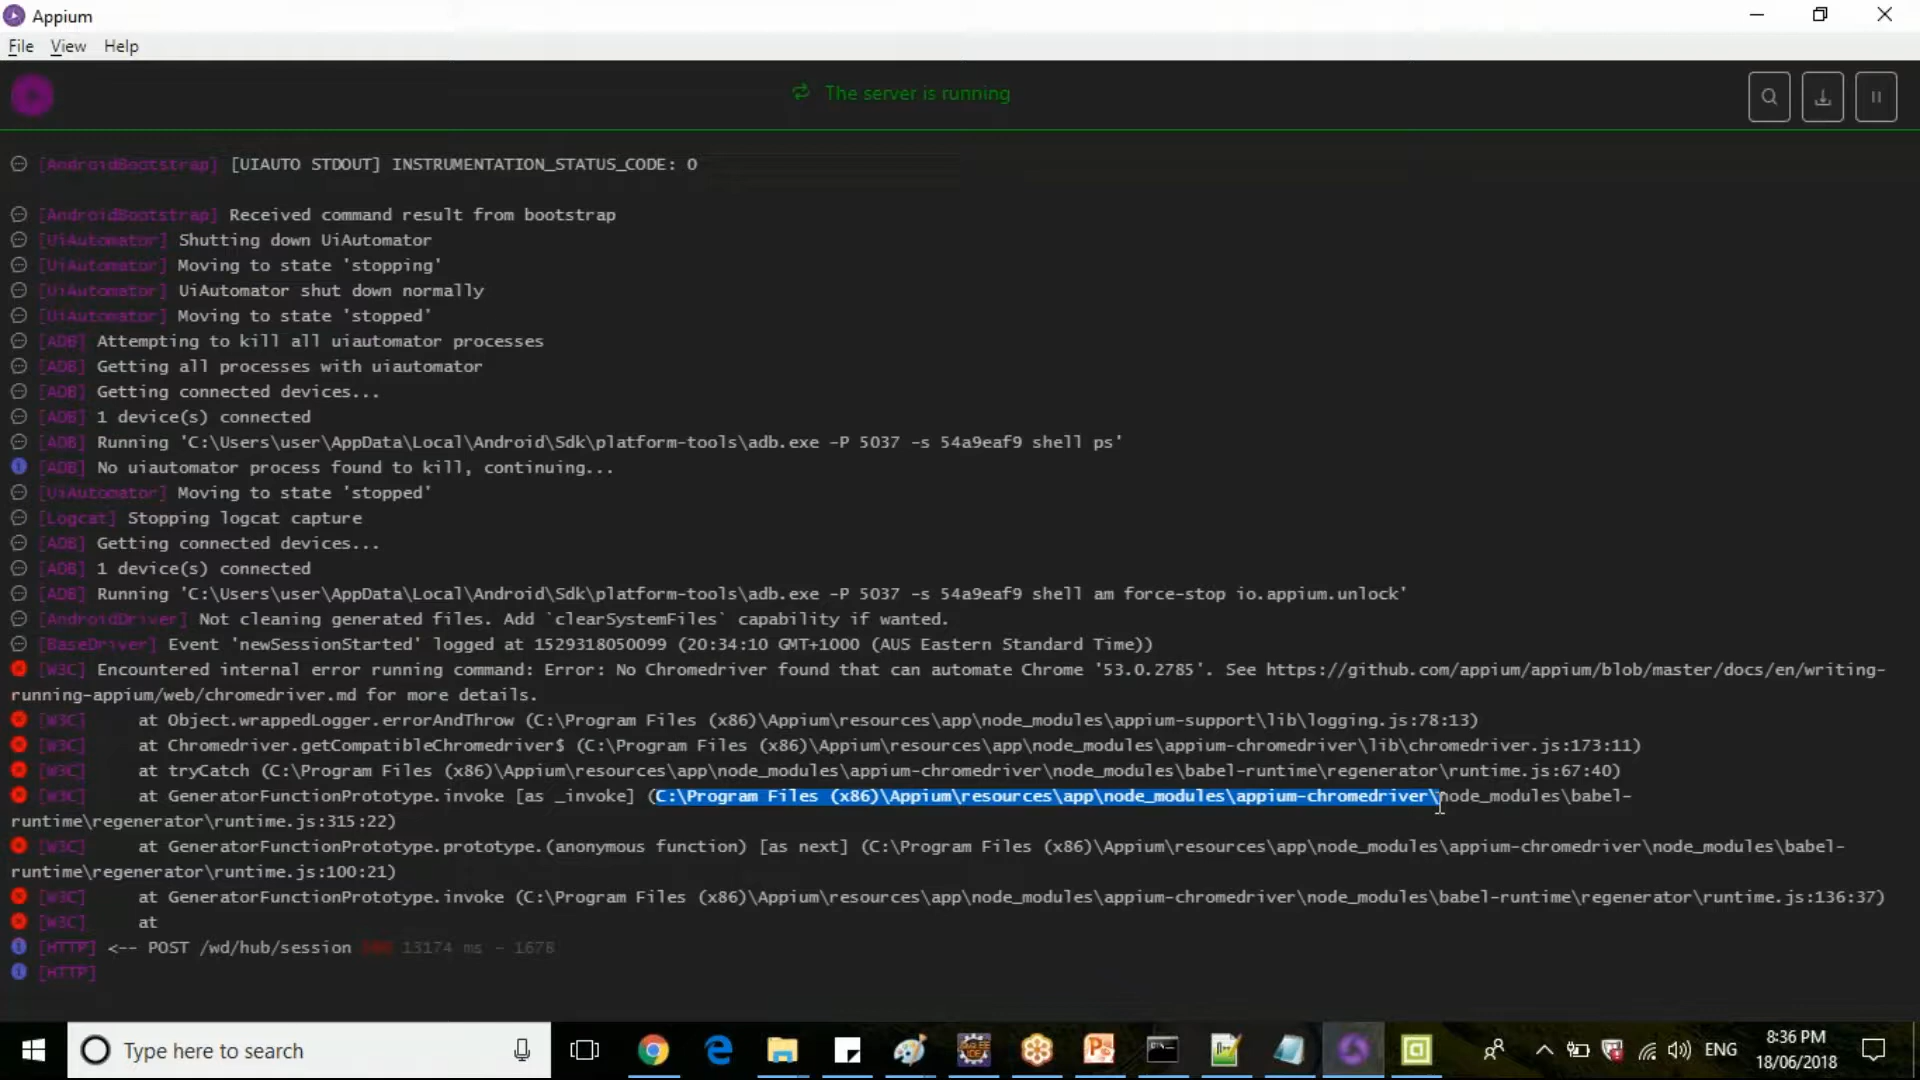 Appium
File View Help
The server is running
[AndroidBootstrap] [UIAUTO STDOUT] INSTRUMENTATION_STATUS_CODE: 0
[AndroidBootstrap] Received command result from bootstrap
[UiAutomator] Shutting down UiAutomator
[UiAutomator] Moving to state 'stopping'
[UiAutomator] UiAutomator shut down normally
[UiAutomator] Moving to state 'stopped'
[ADB] Attempting to kill all uiautomator processes
[ADB] Getting all processes with uiautomator
[ADB] Getting connected devices...
[ADB] 1 device(s) connected
[ADB] Running 'C:\Users\user\AppData\Local\Android\Sdk\platform-tools\adb.exe -P 5037 -s 54a9eaf9 shell ps'
[ADB] No uiautomator process found to kill, continuing...
[UiAutomator] Moving to state 'stopped'
[Logcat] Stopping logcat capture
[ADB] Getting connected devices...
[ADB] 1 device(s) connected
[ADB] Running 'C:\Users\user\AppData\Local\Android\Sdk\platform-tools\adb.exe -P 5037 -s 54a9eaf9 shell am force-stop io.appium.unlock'
[AndroidDriver] Not cleaning generated files. Add `clearSystemFiles` capability if wanted.
[BaseDriver] Event 'newSessionStarted' logged at 1529318050099 (20:34:10 GMT+1000 (AUS Eastern Standard Time))
[W3C] Encountered internal error running command: Error: No Chromedriver found that can automate Chrome '53.0.2785'. See https://github.com/appium/appium/blob/master/docs/en/writing-
running-appium/web/chromedriver.md for more details.
[W3C] at Object.wrappedLogger.errorAndThrow (C:\Program Files (x86)\Appium\resources\app\node_modules\appium-support\lib\logging.js:78:13)
[W3C] at Chromedriver.getCompatibleChromedriver$ (C:\Program Files (x86)\Appium\resources\app\node_modules\appium-chromedriver\lib\chromedriver.js:173:11)
[W3C] at tryCatch (C:\Program Files (x86)\Appium\resources\app\node_modules\appium-chromedriver\node_modules\babel-runtime\regenerator\runtime.js:67:40)
[W3C] at GeneratorFunctionPrototype.invoke [as _invoke] (C:\Program Files (x86)\Appium\resources\app\node_modules\appium-chromedriver\node_modules\babel-
runtime\regenerator\runtime.js:315:22)
[W3C] at GeneratorFunctionPrototype.prototype.(anonymous function) [as next] (C:\Program Files (x86)\Appium\resources\app\node_modules\appium-chromedriver\node_modules\babel-
runtime\regenerator\runtime.js:100:21)
[W3C] at GeneratorFunctionPrototype.invoke (C:\Program Files (x86)\Appium\resources\app\node_modules\appium-chromedriver\node_modules\babel-runtime\regenerator\runtime.js:136:37)
[W3C] at
[HTTP] <-- POST /wd/hub/session 13174 ms - 1678
[HTTP]
Type here to search
ENG
8:36 PM
18/06/2018